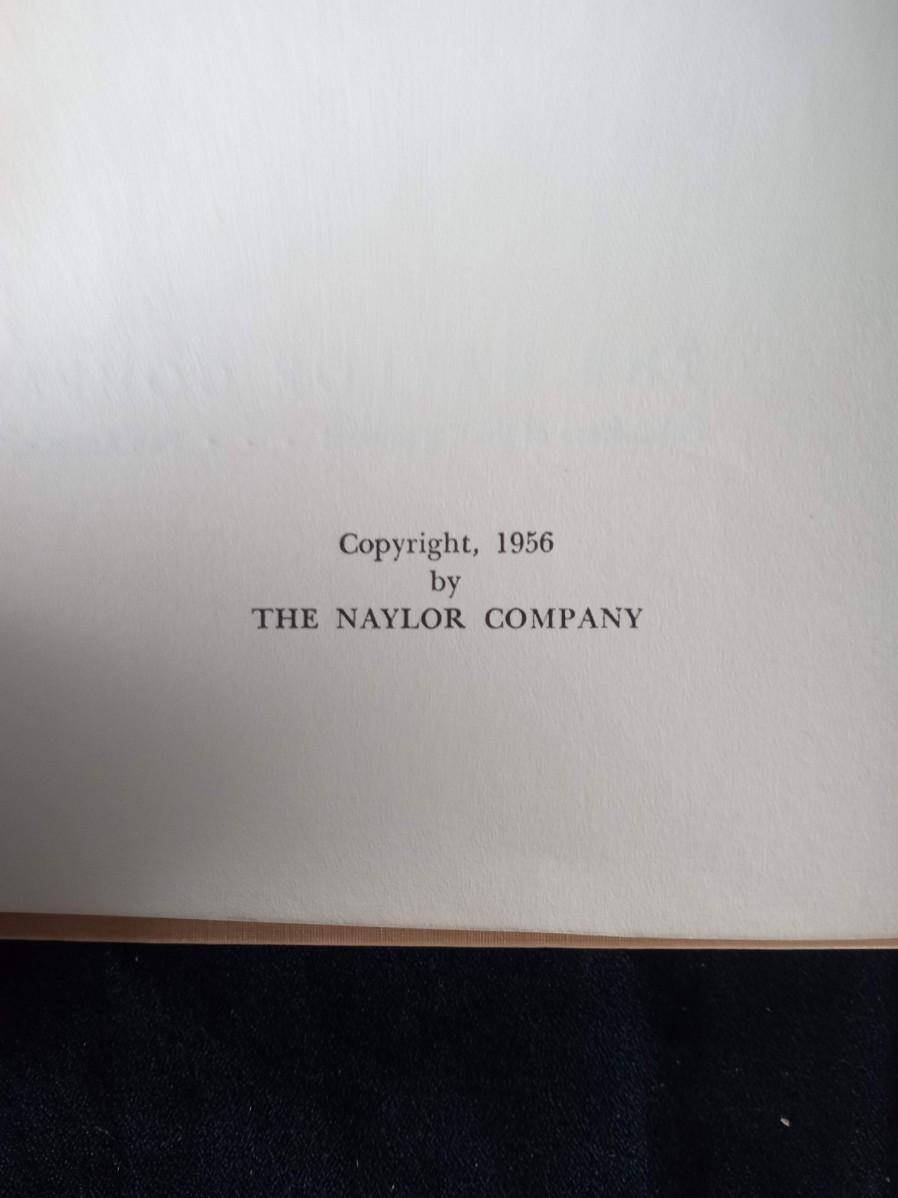 Copyright, 1956
by
THE NAYLOR COMPANY